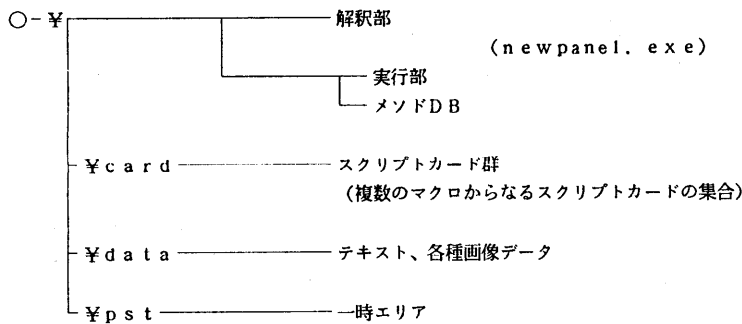 ○-¥ 解釈部
(newpanel.exe)
実行部
メソドDB
¥card スクリプトカード群
(複数のマクロからなるスクリプトカードの集合)
¥data テキスト、各種画像データ
¥pst 一時エリア